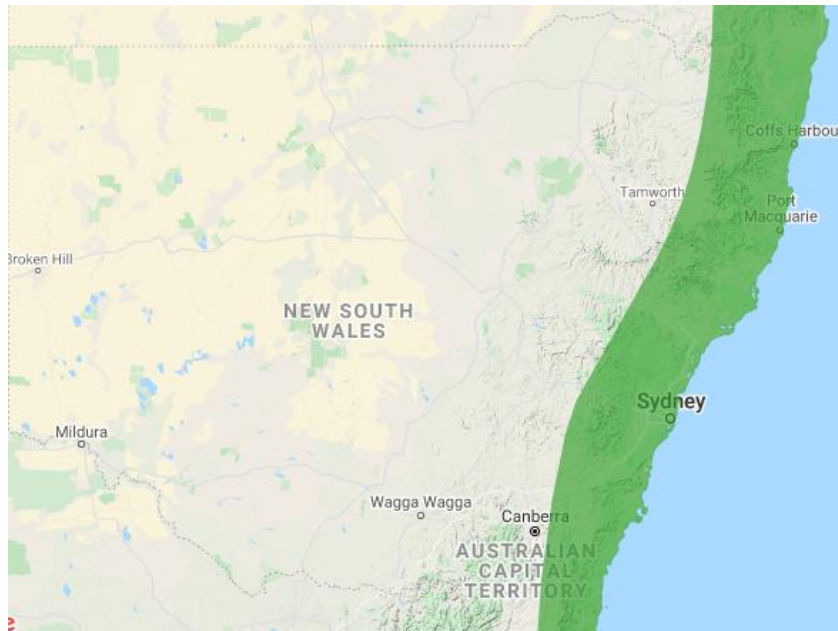 Coffs Harbou
Tamworth
Port
Macquarie
Broken Hill
NEW SOUTH
WALES
Sydney
Mildura
Wagga Wagga
Canberra
AUSTRALIAN
CAPITAL
TERRITORY
e